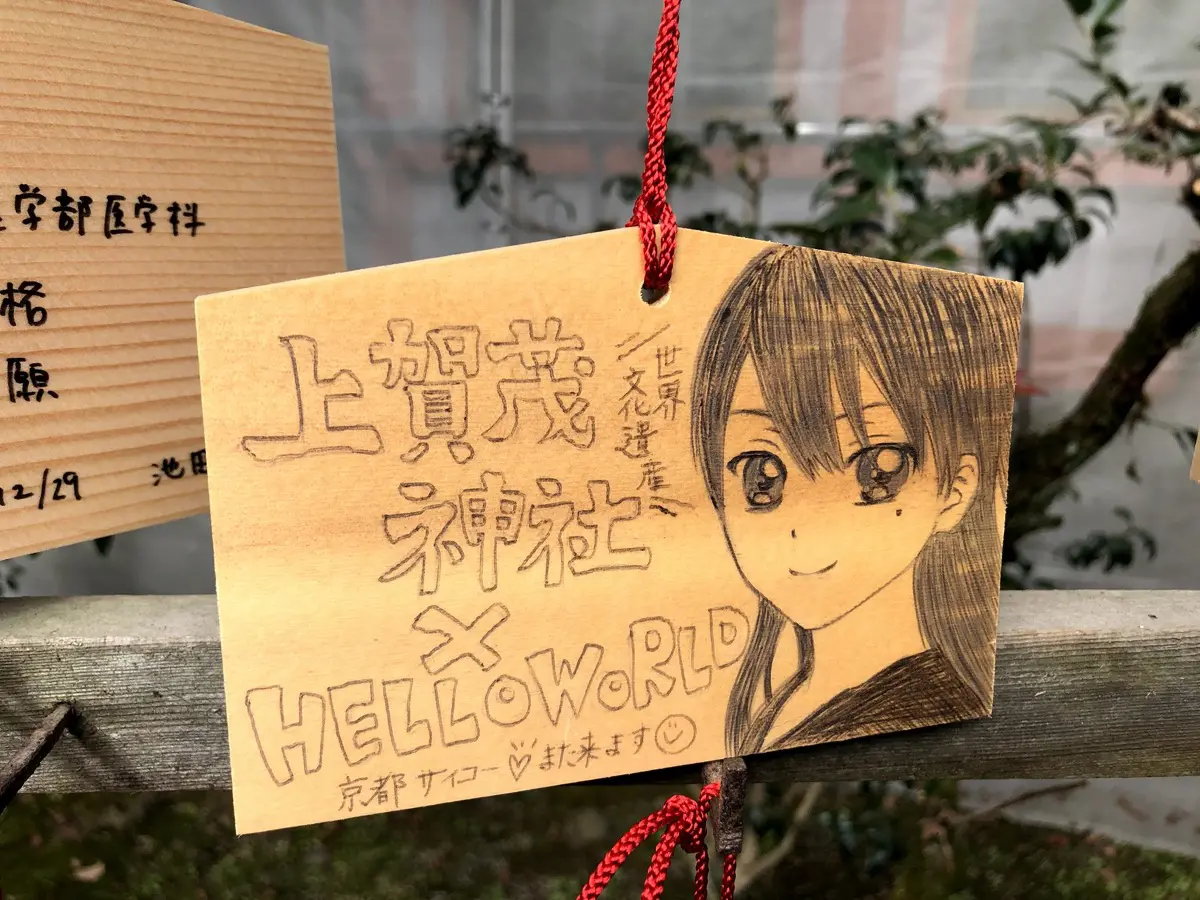 学部医学科
格
願
12/29
池田
上賀茂
神社
世界
文化遺産
×
HELLOWORLD
京都サイコー♡また来ます☺